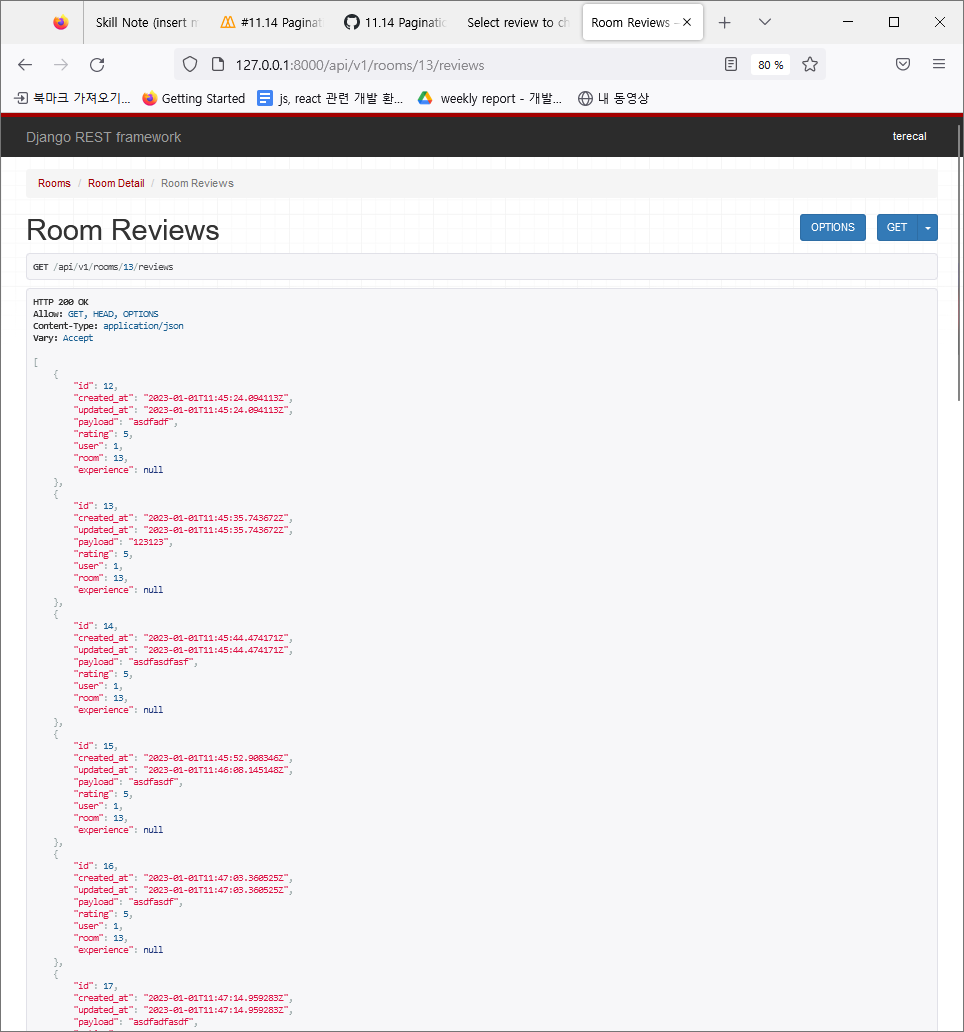 Skill Note (insert m
#11.14 Paginat
11.14 Paginatio
Select review to ch
Room Reviews –
127.0.0.1:8000/api/v1/rooms/13/reviews
80 %
북마크 가져오기...
Getting Started
js, react 관련 개발 환...
weekly report - 개발...
내 동영상
Django REST framework
terecal
Rooms / Room Detail / Room Reviews
Room Reviews
OPTIONS
GET
GET /api/v1/rooms/13/reviews
HTTP 200 OK
Allow: GET, HEAD, OPTIONS
Content-Type: application/json
Vary: Accept
[
{
"id": 12,
"created_at": "2023-01-01T11:45:24.094113Z",
"updated_at": "2023-01-01T11:45:24.094113Z",
"payload": "asdfadf",
"rating": 5,
"user": 1,
"room": 13,
"experience": null
},
{
"id": 13,
"created_at": "2023-01-01T11:45:35.743672Z",
"updated_at": "2023-01-01T11:45:35.743672Z",
"payload": "123123",
"rating": 5,
"user": 1,
"room": 13,
"experience": null
},
{
"id": 14,
"created_at": "2023-01-01T11:45:44.474171Z",
"updated_at": "2023-01-01T11:45:44.474171Z",
"payload": "asdfasdfasf",
"rating": 5,
"user": 1,
"room": 13,
"experience": null
},
{
"id": 15,
"created_at": "2023-01-01T11:45:52.908346Z",
"updated_at": "2023-01-01T11:46:08.145148Z",
"payload": "asdfasdf",
"rating": 5,
"user": 1,
"room": 13,
"experience": null
},
{
"id": 16,
"created_at": "2023-01-01T11:47:03.360525Z",
"updated_at": "2023-01-01T11:47:03.360525Z",
"payload": "asdfasdf",
"rating": 5,
"user": 1,
"room": 13,
"experience": null
},
{
"id": 17,
"created_at": "2023-01-01T11:47:14.959283Z",
"updated_at": "2023-01-01T11:47:14.959283Z",
"payload": "asdfadfasdf",